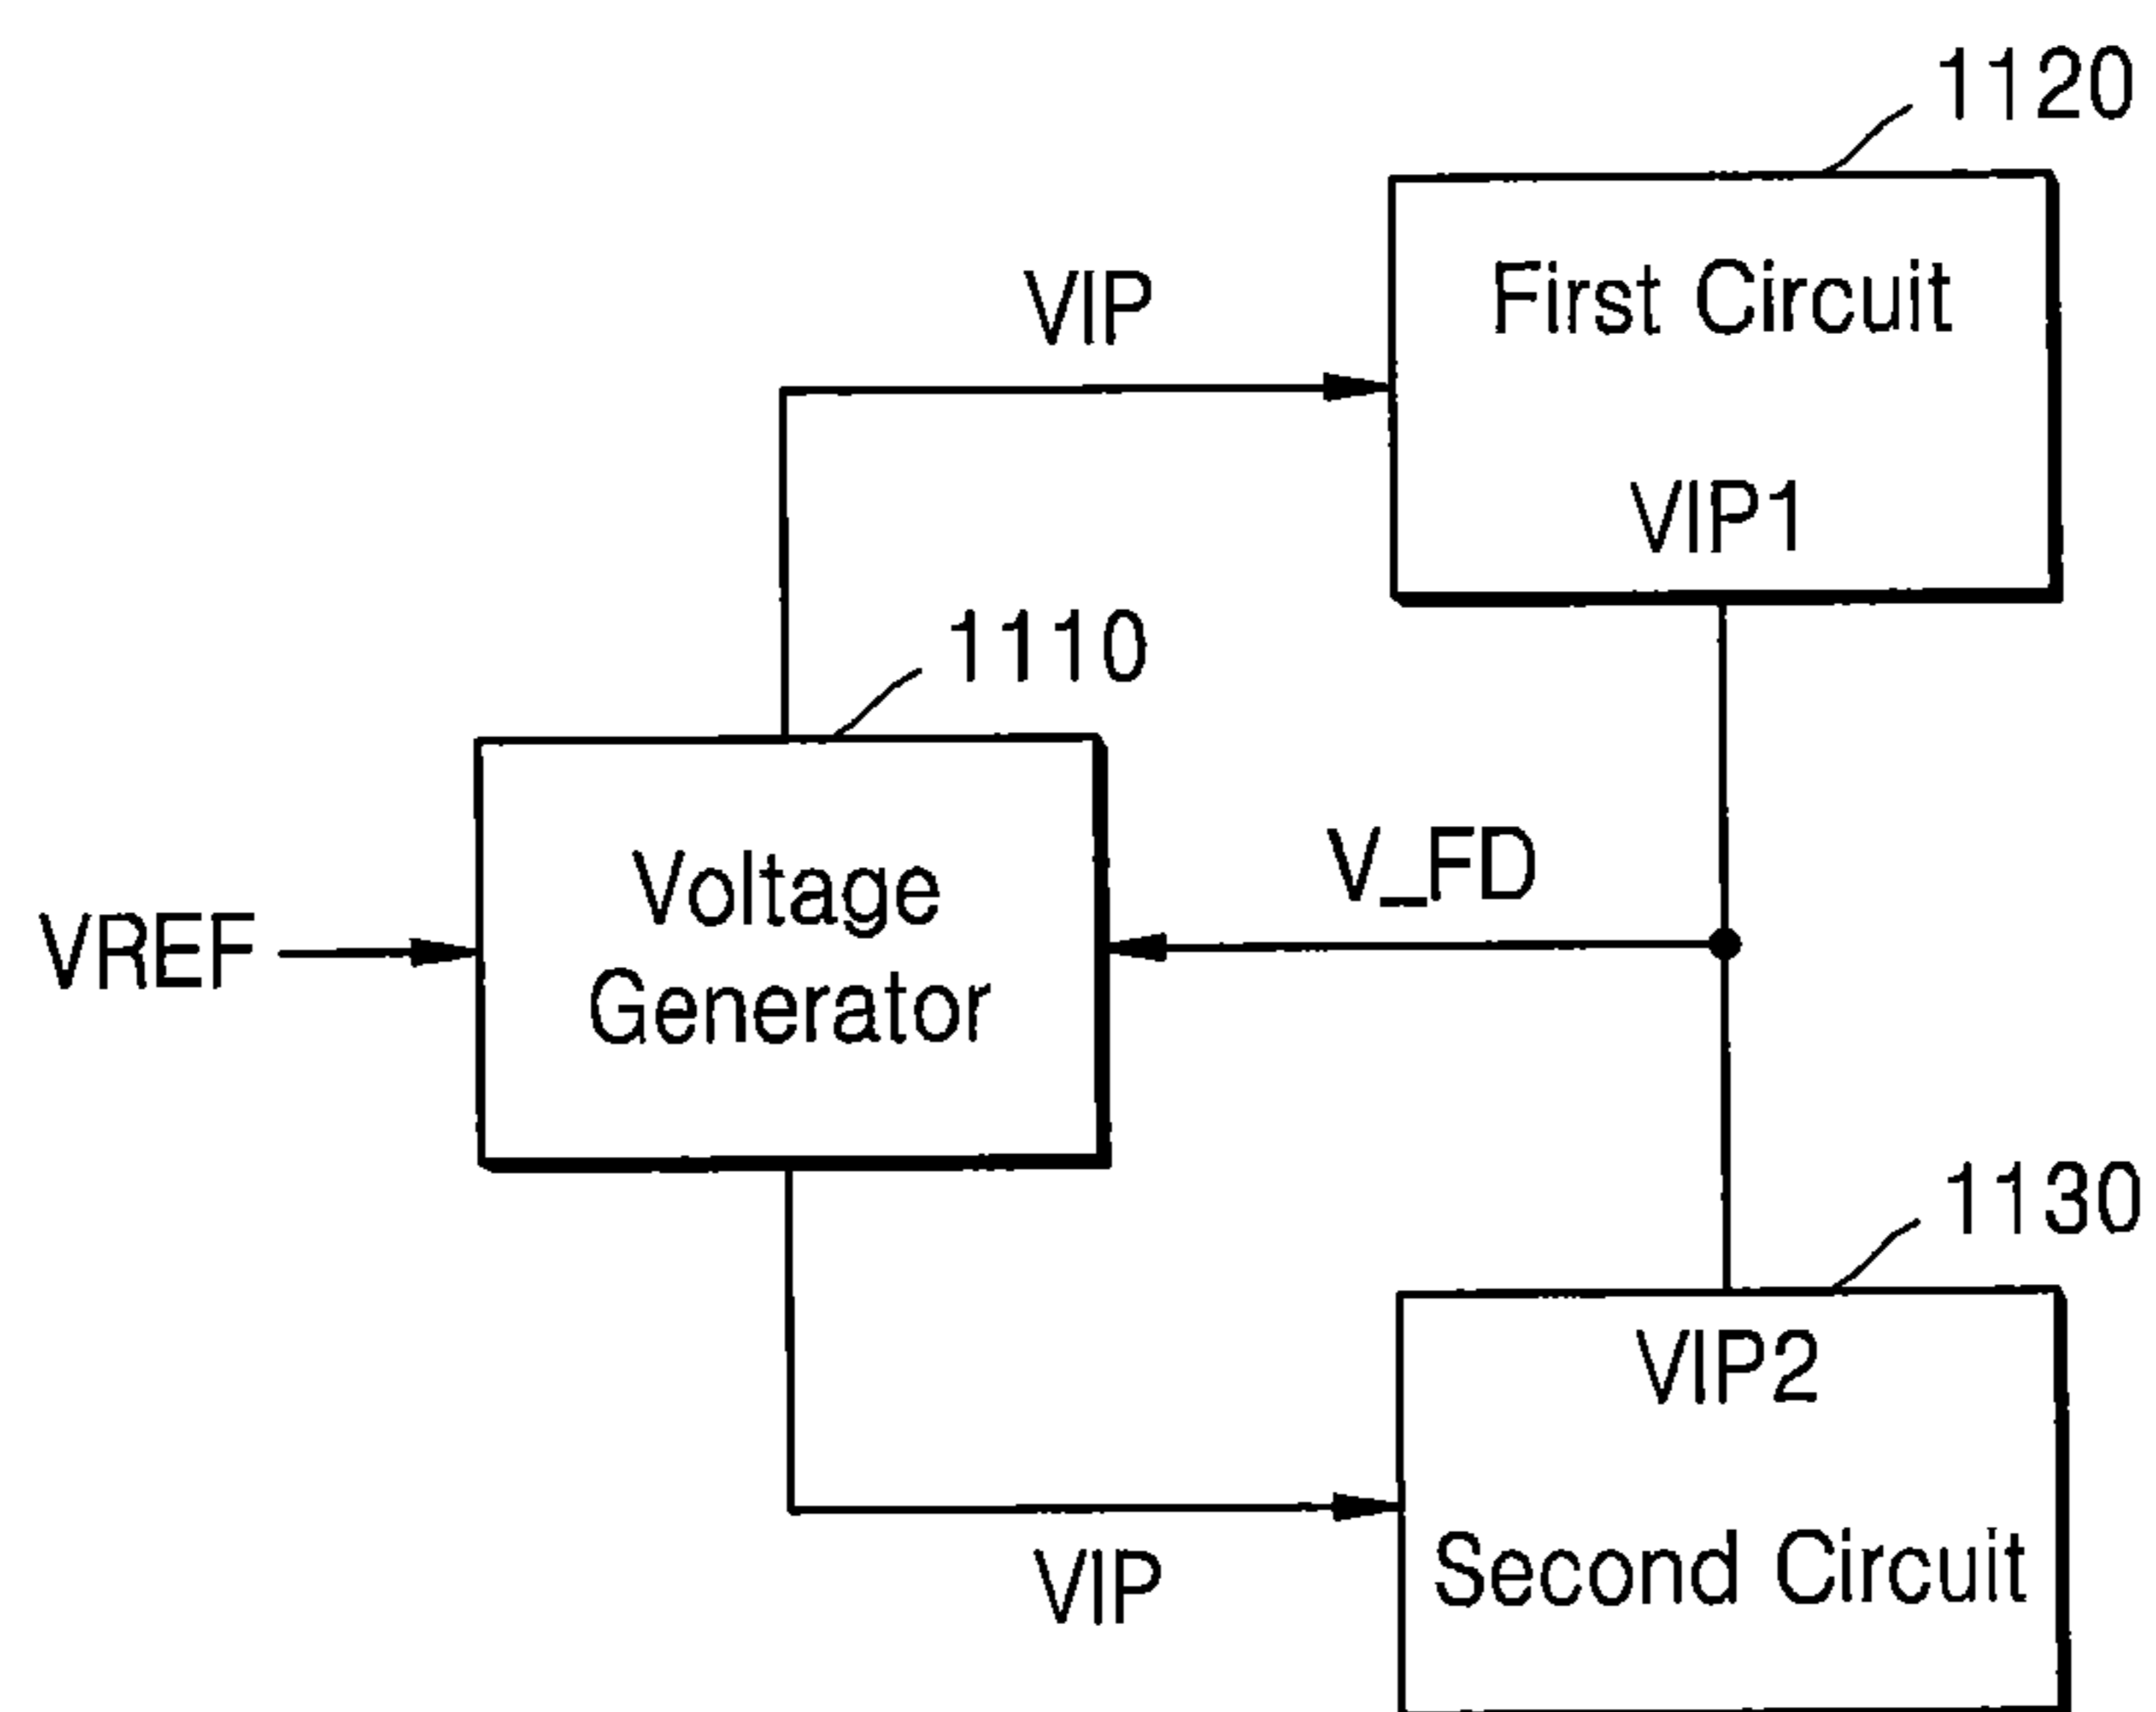 1120
First Circuit
VIP
VIP1
1110
Voltage
Generator
V_FD
VREF
1130
VIP2
Second Circuit
VIP